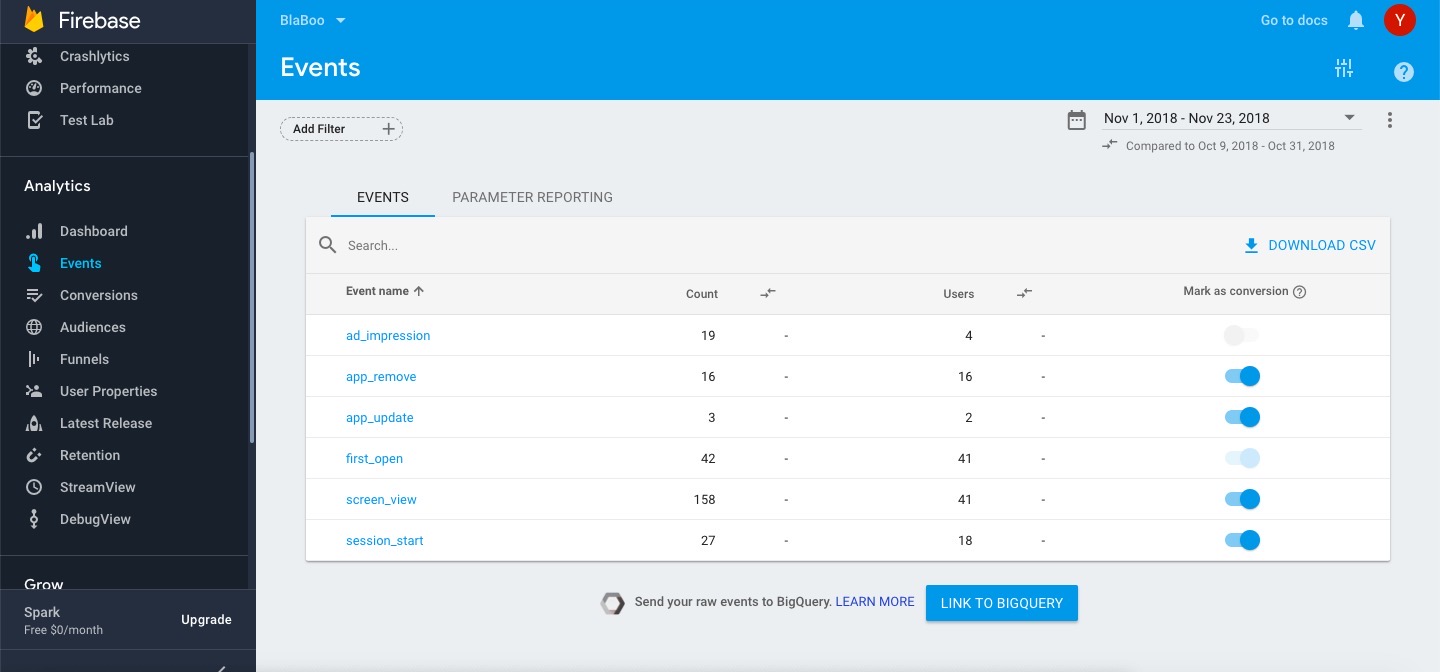 Firebase
Crashlytics
Performance
Test Lab
Analytics
Dashboard
Events
Conversions
Audiences
Funnels
User Properties
Latest Release
Retention
StreamView
DebugView
Grow
Spark
Free $0/month
Upgrade
BlaBoo
Go to docs
Y
Events
Add Filter
Nov 1, 2018 - Nov 23, 2018
Compared to Oct 9, 2018 - Oct 31, 2018
EVENTS PARAMETER REPORTING
Search...
DOWNLOAD CSV
Event name Count Users Mark as conversion
ad_impression 19 - 4 -
app_remove 16 - 16 -
app_update 3 - 2 -
first_open 42 - 41 -
screen_view 158 - 41 -
session_start 27 - 18 -
Send your raw events to BigQuery. LEARN MORE
LINK TO BIGQUERY